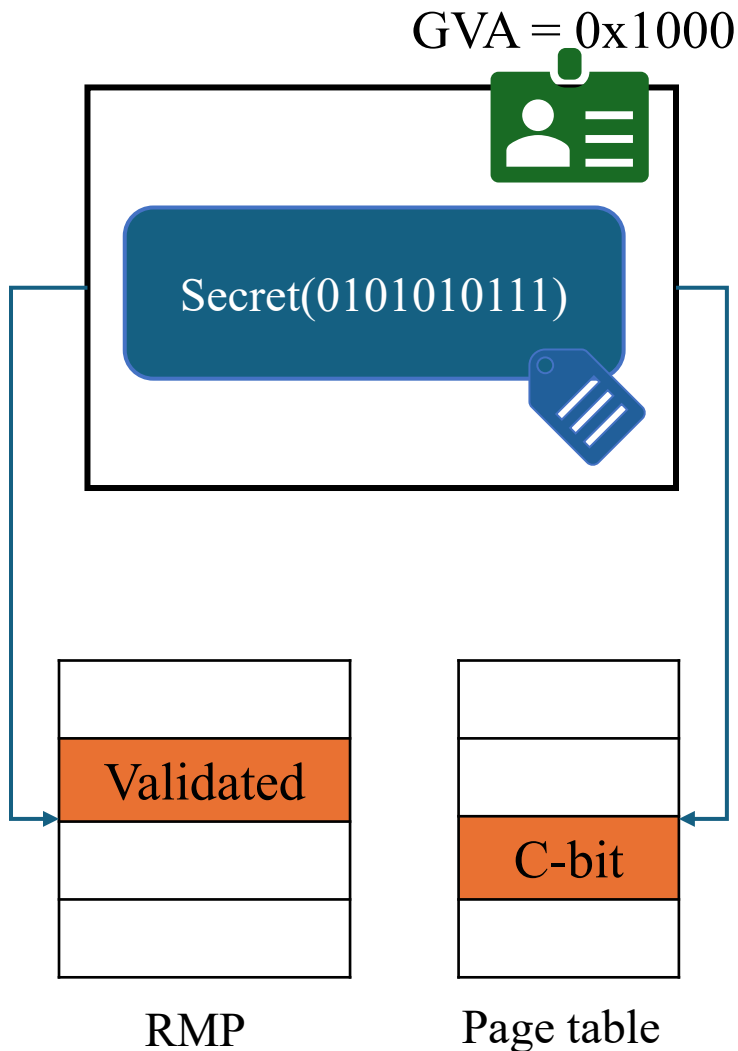 GVA = 0x1000
Secret(0101010111)
Validated
C-bit
RMP
Page table